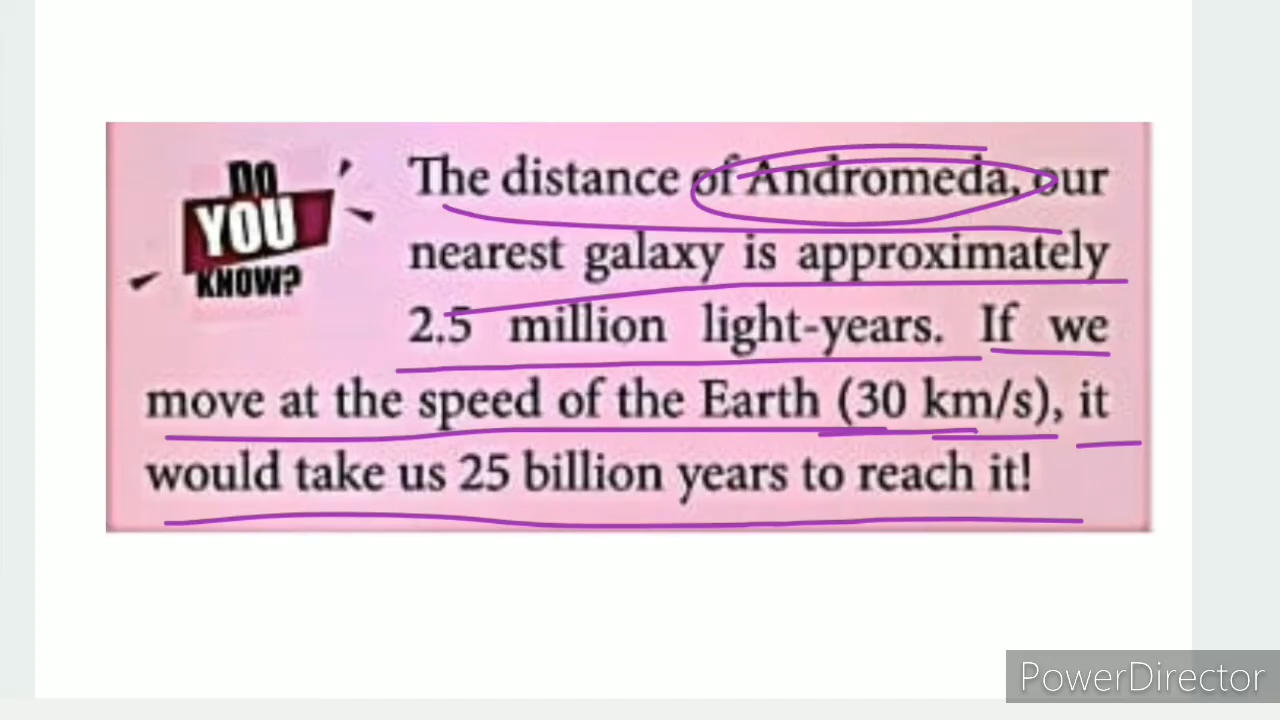 DO
YOU
KNOW?
The distance of Andromeda, our
nearest galaxy is approximately
2.5 million light-years. If we
move at the speed of the Earth (30 km/s), it
would take us 25 billion years to reach it!
PowerDirector